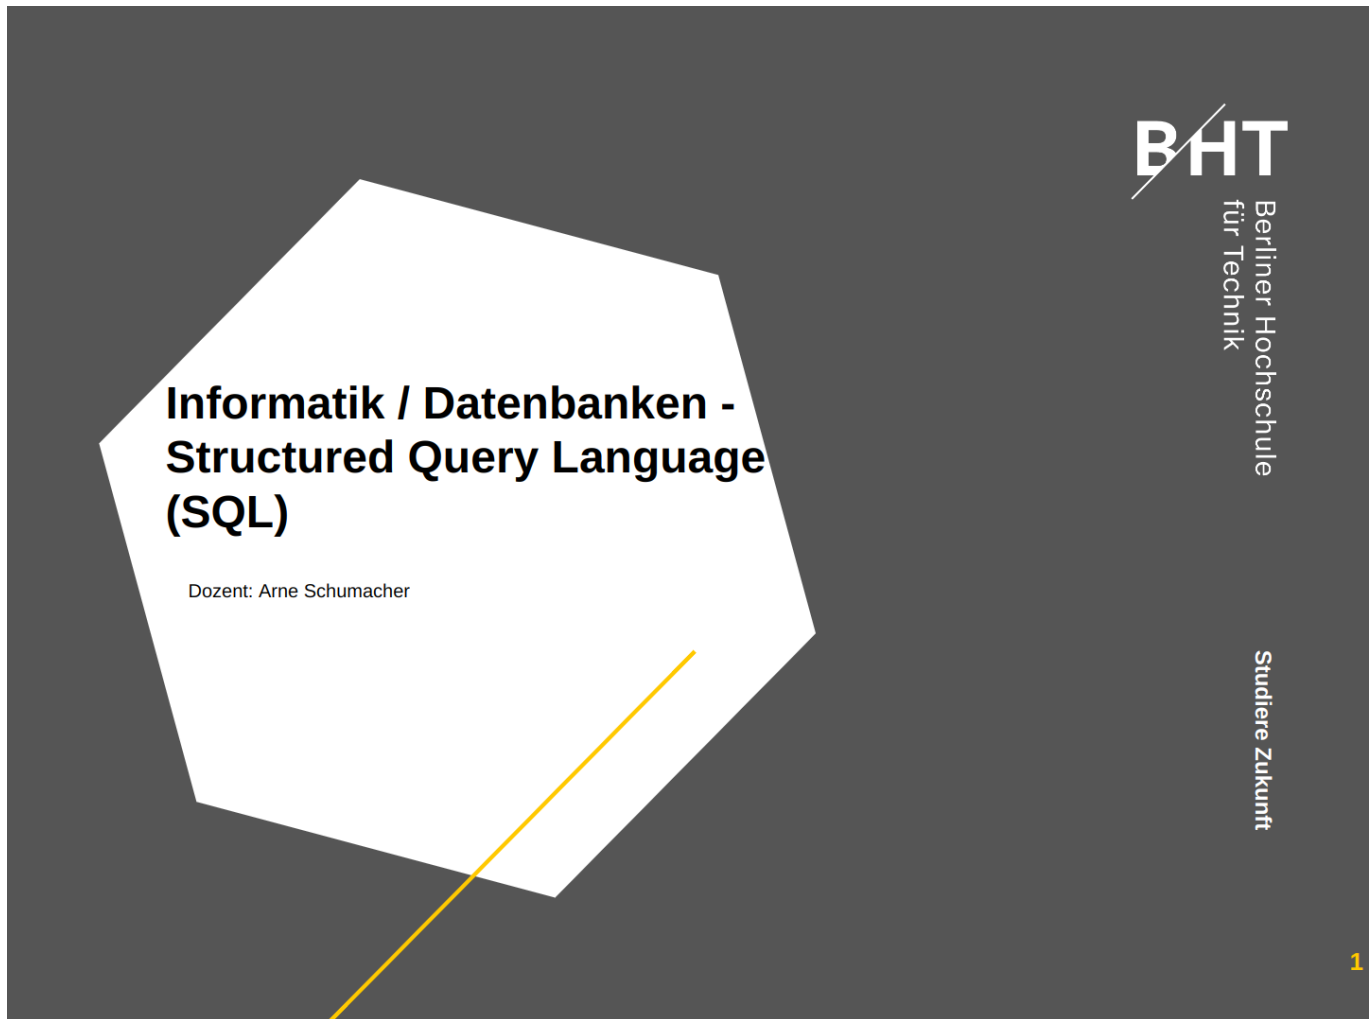 BHT
Berliner Hochschule
für Technik
Informatik / Datenbanken -
Structured Query Language
(SQL)
Dozent: Arne Schumacher
Studiere Zukunft
1